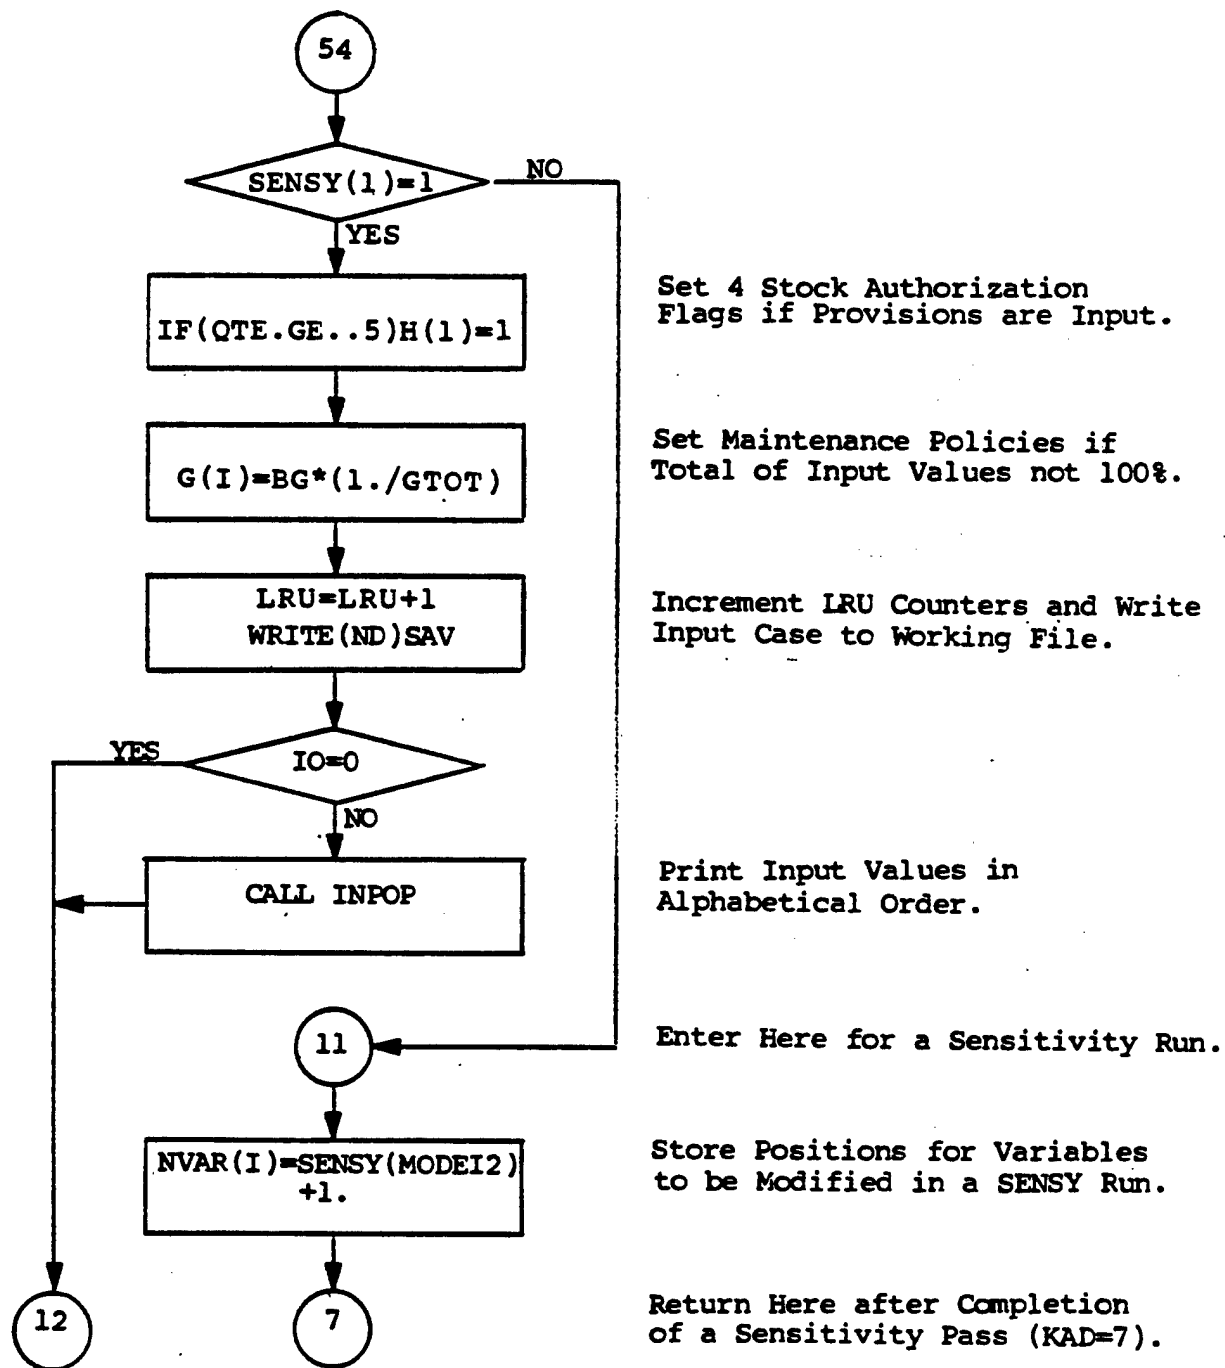 54
SENSY(1)=1
NO
YES
IF(QTE.GE..5)H(1)=1
Set 4 Stock Authorization
Flags if Provisions are Input.
G(I)=BG*(1./GTOT)
Set Maintenance Policies if
Total of Input Values not 100%.
LRU=LRU+1
WRITE(ND)SAV
Increment LRU Counters and Write
Input Case to Working File.
YES
IO=0
NO
CALL INPOP
Print Input Values in
Alphabetical Order.
11
Enter Here for a Sensitivity Run.
NVAR(I)=SENSY(MODEI2)
+1.
Store Positions for Variables
to be Modified in a SENSY Run.
12
7
Return Here after Completion
of a Sensitivity Pass (KAD=7).